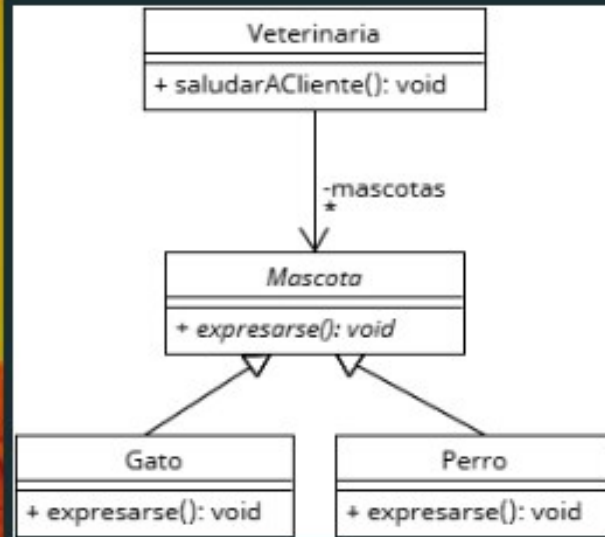 Veterinaria
+ saludarACliente(): void
-mascotas
*
Mascota
+ expresarse(): void
Gato
+ expresarse(): void
Perro
+ expresarse(): void